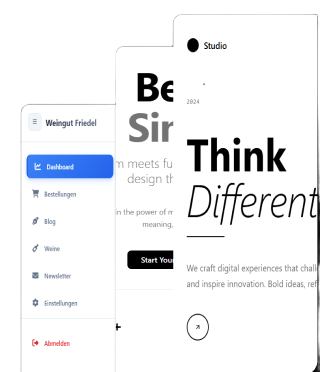 Weingut Friedel
Dashboard
Bestellungen
Blog
Weine
Newsletter
Einstellungen
Abmelden
Be
Sir
m meets fu
design th
in the power of m
meaning,
Start Your
Studio
2024
Think
Different
We craft digital experiences that chall
and inspire innovation. Bold ideas, ref